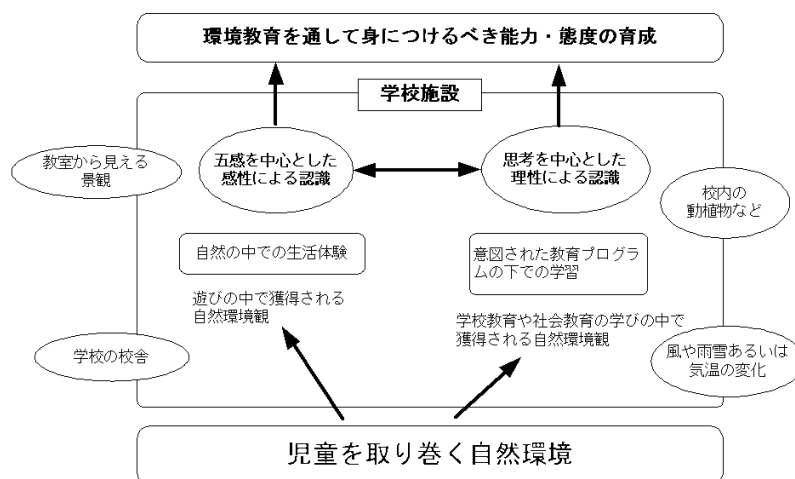 環境教育を通して身につけるべき能力・態度の育成
学校施設
教室から見える
景観
五感を中心とした
感性による認識
思考を中心とした
理性による認識
校内の
動植物など
自然の中での生活体験
意図された教育プログラ
ムの下での学習
遊びの中で獲得される
自然環境観
学校教育や社会教育の学びの中で
獲得される自然環境観
学校の校舎
風や雨雪あるいは
気温の変化
児童を取り巻く自然環境